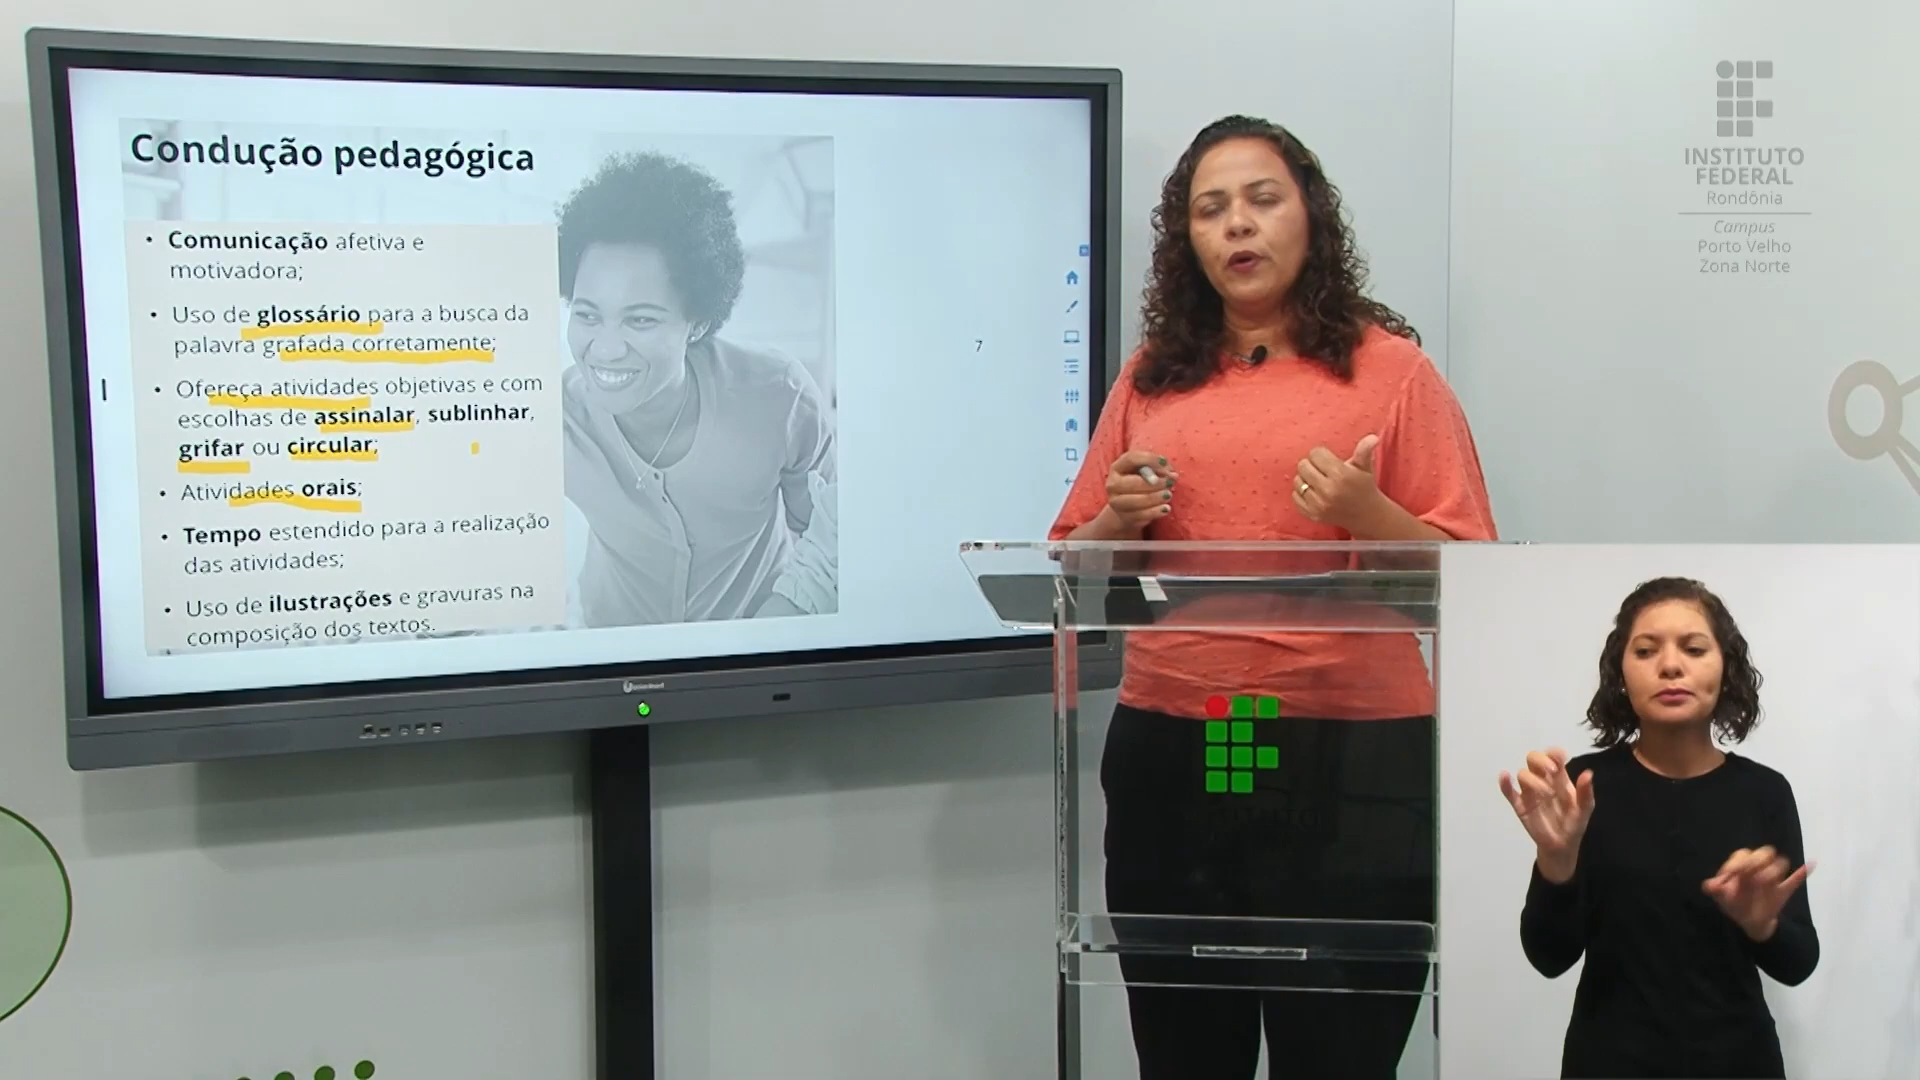 Condução pedagógica
• Comunicação afetiva e
motivadora;
• Uso de glossário para a busca da
palavra grafada corretamente;
• Ofereça atividades objetivas e com
escolhas de assinalar, sublinhar,
grifar ou circular;
• Atividades orais;
• Tempo estendido para a realização
das atividades;
• Uso de ilustrações e gravuras na
composição dos textos.
7
INSTITUTO
FEDERAL
Rondônia
Campus
Porto Velho
Zona Norte